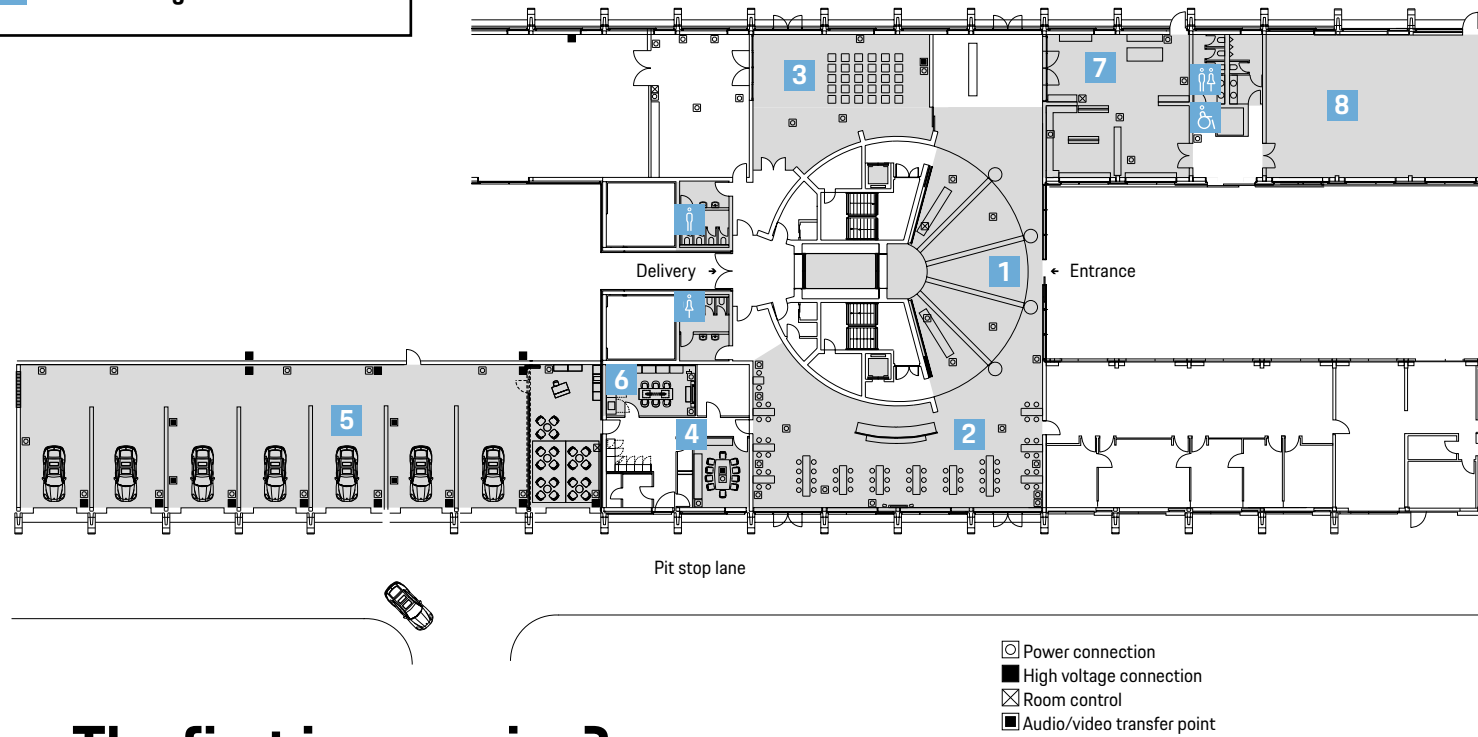 3
7
8
Delivery
1
Entrance
6
5
4
2
Pit stop lane
Power connection
High voltage connection
Room control
Audio/video transfer point